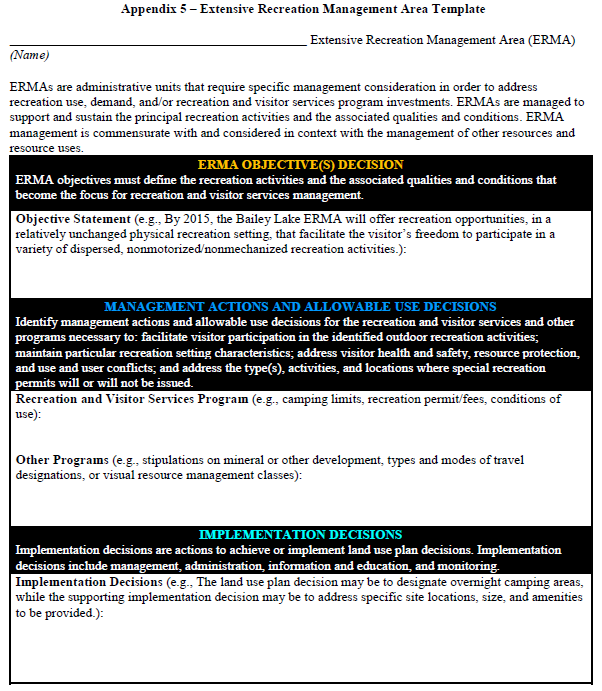 Appendix 5 – Extensive Recreation Management Area Template
________________________________________________ Extensive Recreation Management Area (ERMA)
(Name)
ERMAs are administrative units that require specific management consideration in order to address
recreation use, demand, and/or recreation and visitor services program investments. ERMAs are managed to
support and sustain the principal recreation activities and the associated qualities and conditions. ERMA
management is commensurate with and considered in context with the management of other resources and
resource uses.
ERMA OBJECTIVE(S) DECISION
ERMA objectives must define the recreation activities and the associated qualities and conditions that
become the focus for recreation and visitor services management.
Objective Statement (e.g., By 2015, the Bailey Lake ERMA will offer recreation opportunities, in a
relatively unchanged physical recreation setting, that facilitate the visitor’s freedom to participate in a
variety of dispersed, nonmotorized/nonmechanized recreation activities.):
MANAGEMENT ACTIONS AND ALLOWABLE USE DECISIONS
Identify management actions and allowable use decisions for the recreation and visitor services and other
programs necessary to: facilitate visitor participation in the identified outdoor recreation activities;
maintain particular recreation setting characteristics; address visitor health and safety, resource protection,
and use and user conflicts; and address the type(s), activities, and locations where special recreation
permits will or will not be issued.
Recreation and Visitor Services Program (e.g., camping limits, recreation permit/fees, conditions of
use):
Other Programs (e.g., stipulations on mineral or other development, types and modes of travel
designations, or visual resource management classes):
IMPLEMENTATION DECISIONS
Implementation decisions are actions to achieve or implement land use plan decisions. Implementation
decisions include management, administration, information and education, and monitoring.
Implementation Decisions (e.g., The land use plan decision may be to designate overnight camping areas,
while the supporting implementation decision may be to address specific site locations, size, and amenities
to be provided.):